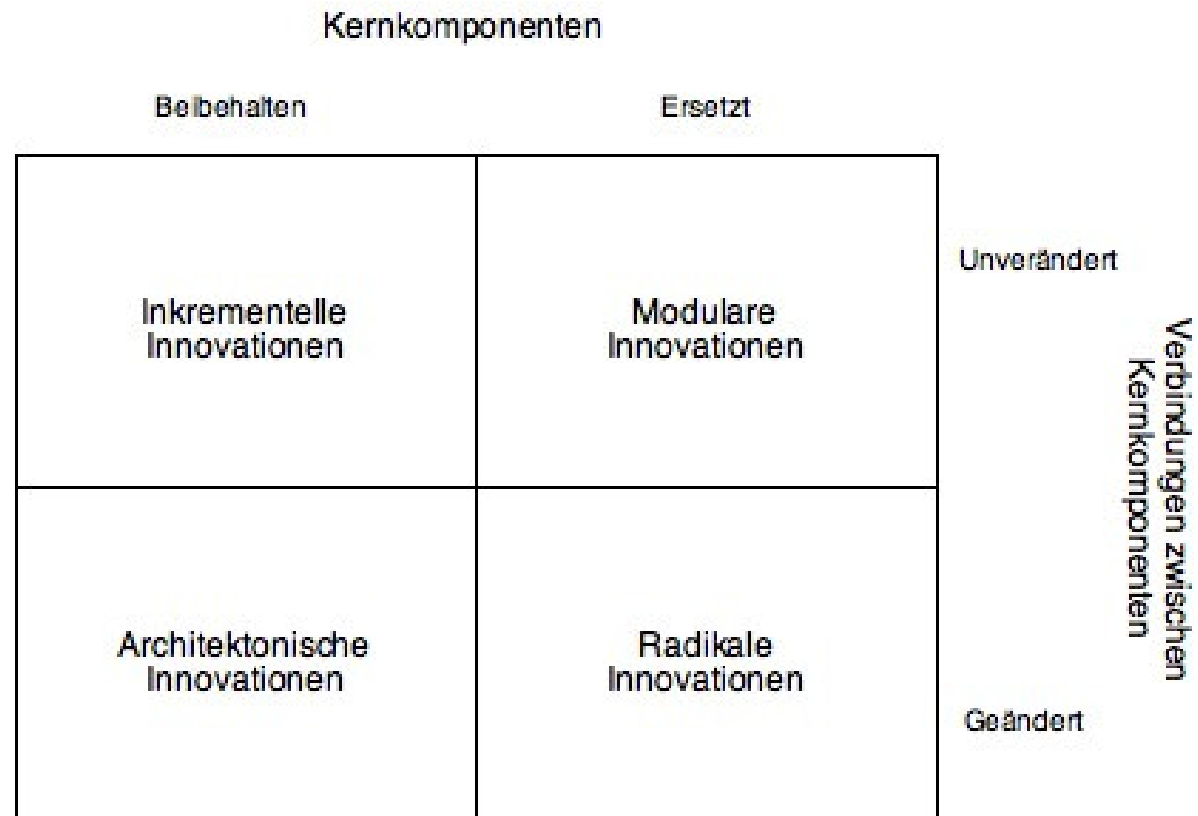 Kernkomponenten
Beibehalten
Ersetzt
Inkrementelle
Innovationen
Modulare
Innovationen
Unverändert
Verbindungen zwischen
Kernkomponenten
Architektonische
Innovationen
Radikale
Innovationen
Geändert